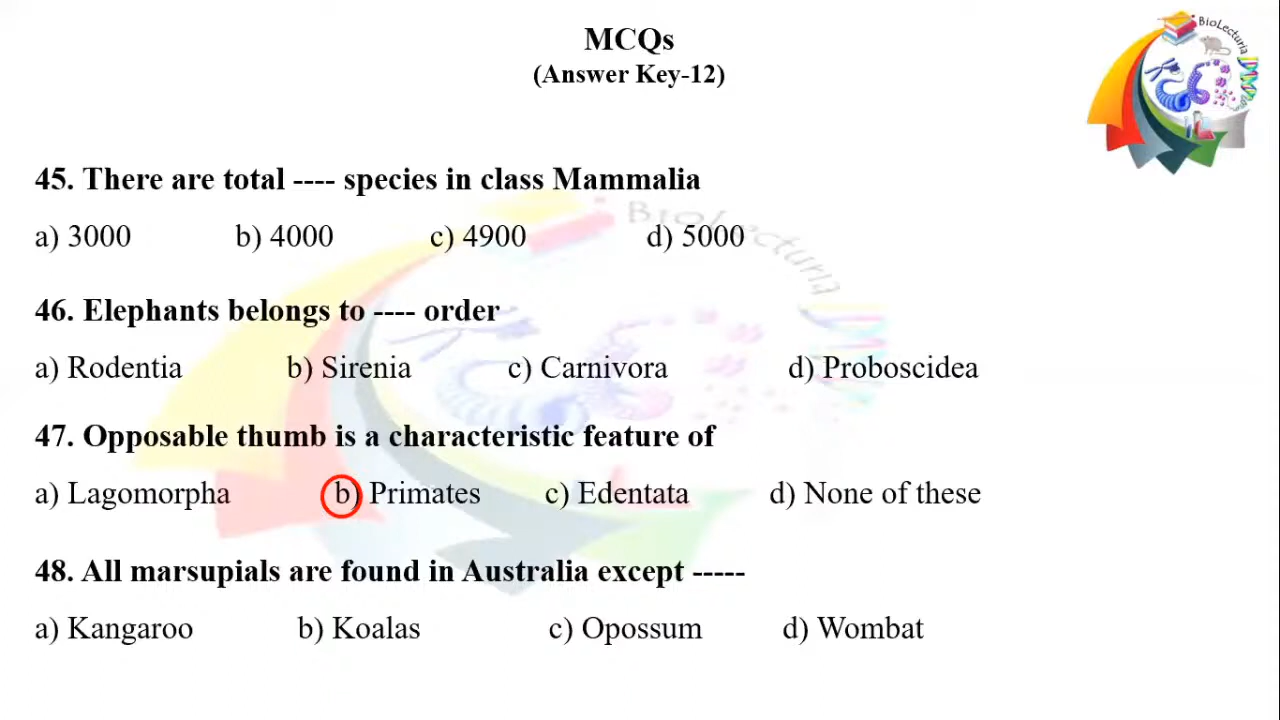 MCQs
(Answer Key-12)
BioLecturia
45. There are total ---- species in class Mammalia
a) 3000 b) 4000 c) 4900 d) 5000
BioLecturia
46. Elephants belongs to ---- order
a) Rodentia b) Sirenia c) Carnivora d) Proboscidea
47. Opposable thumb is a characteristic feature of
a) Lagomorpha b) Primates c) Edentata d) None of these
48. All marsupials are found in Australia except -----
a) Kangaroo b) Koalas c) Opossum d) Wombat